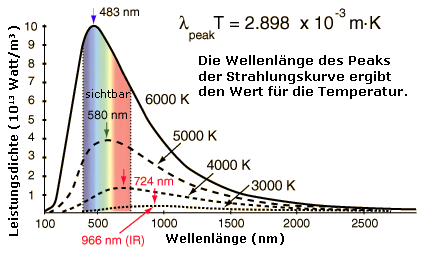 483 nm
λpeakT = 2.898 x 10⁻³ m·K
Die Wellenlänge des Peaks
der Strahlungskurve ergibt
den Wert für die Temperatur.
Leistungsdichte (10¹³ Watt/m³)
10
9
8
7
6
5
4
3
2
1
sichtbar
580 nm
6000 K
5000 K
4000 K
3000 K
724 nm
966 nm (IR)
100
500
1000
1500
2000
2500
Wellenlänge (nm)